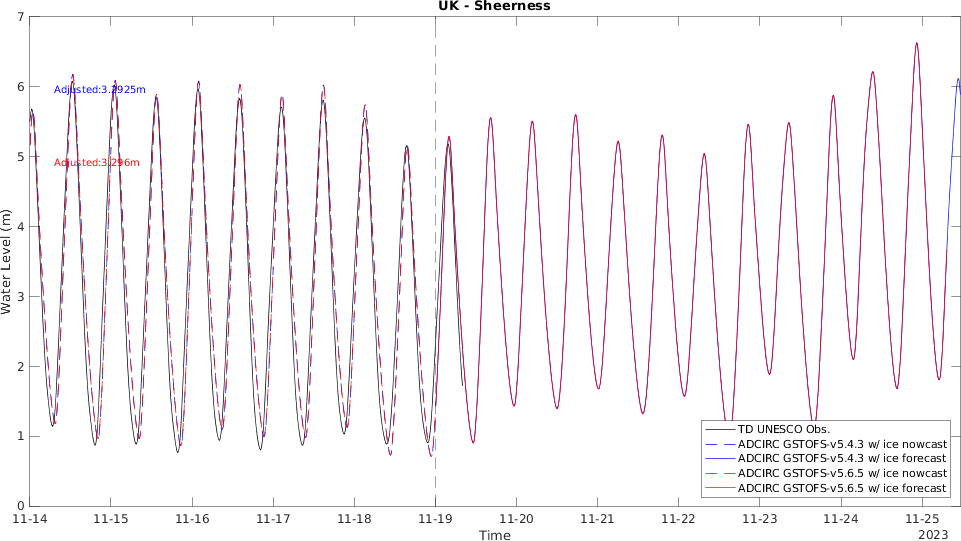 UK - Sheerness
7
6
5
4
3
2
1
0
Water Level (m)
Adjusted:3.2925m
Adjusted:3.296m
TD UNESCO Obs.
ADCIRC GSTOFS-v5.4.3 w/ ice nowcast
ADCIRC GSTOFS-v5.4.3 w/ ice forecast
ADCIRC GSTOFS-v5.6.5 w/ ice nowcast
ADCIRC GSTOFS-v5.6.5 w/ ice forecast
11-14 11-15 11-16 11-17 11-18 11-19 11-20 11-21 11-22 11-23 11-24 11-25
Time
2023